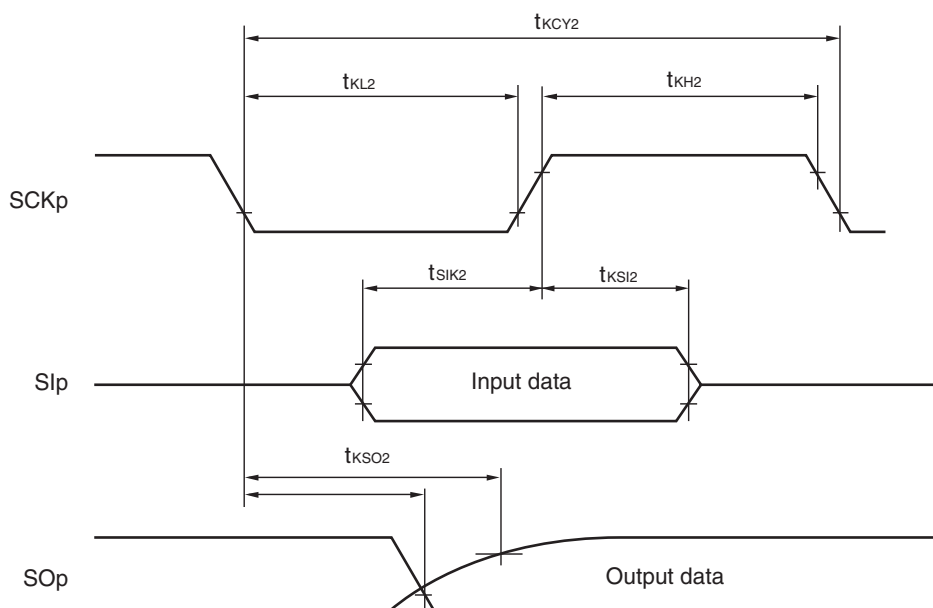 tKCY2
tKL2
tKH2
SCKp
tSIK2
tKSI2
SIp
Input data
tKSO2
SOp
Output data